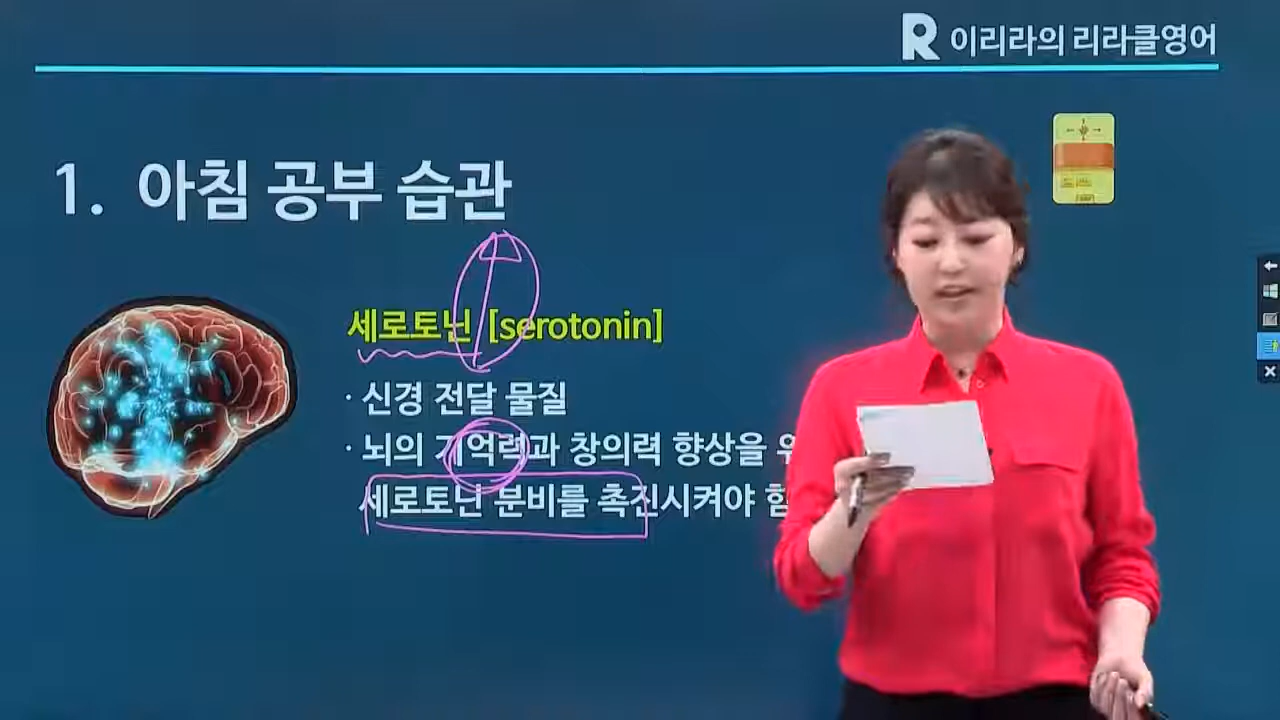 R 이리라의 리라클영어
1. 아침 공부 습관
세로토닌 [serotonin]
· 신경 전달 물질
· 뇌의 기억력과 창의력 향상을
세로토닌 분비를 촉진시켜야